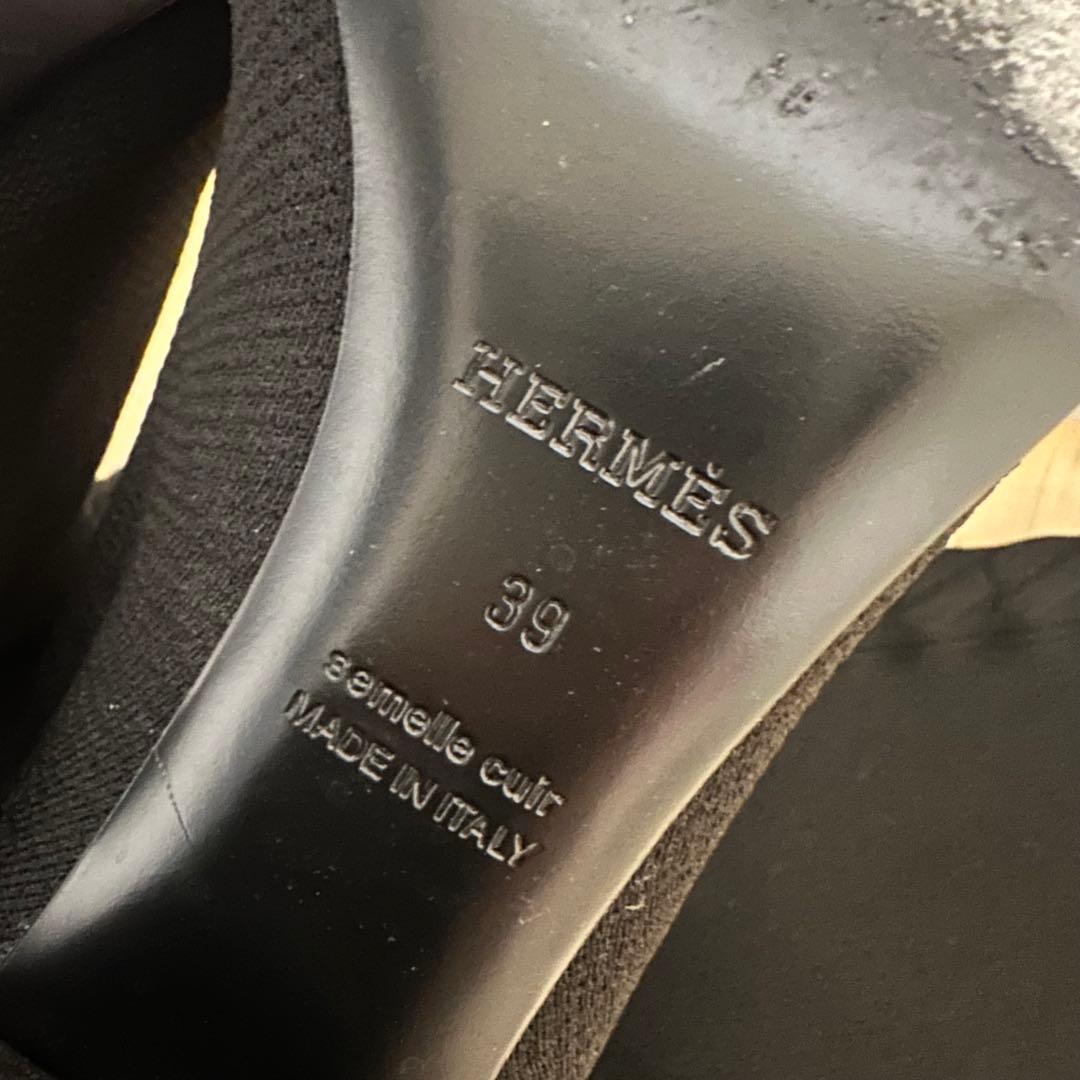 HERMÈS
39
semelle cuir
MADE IN ITALY